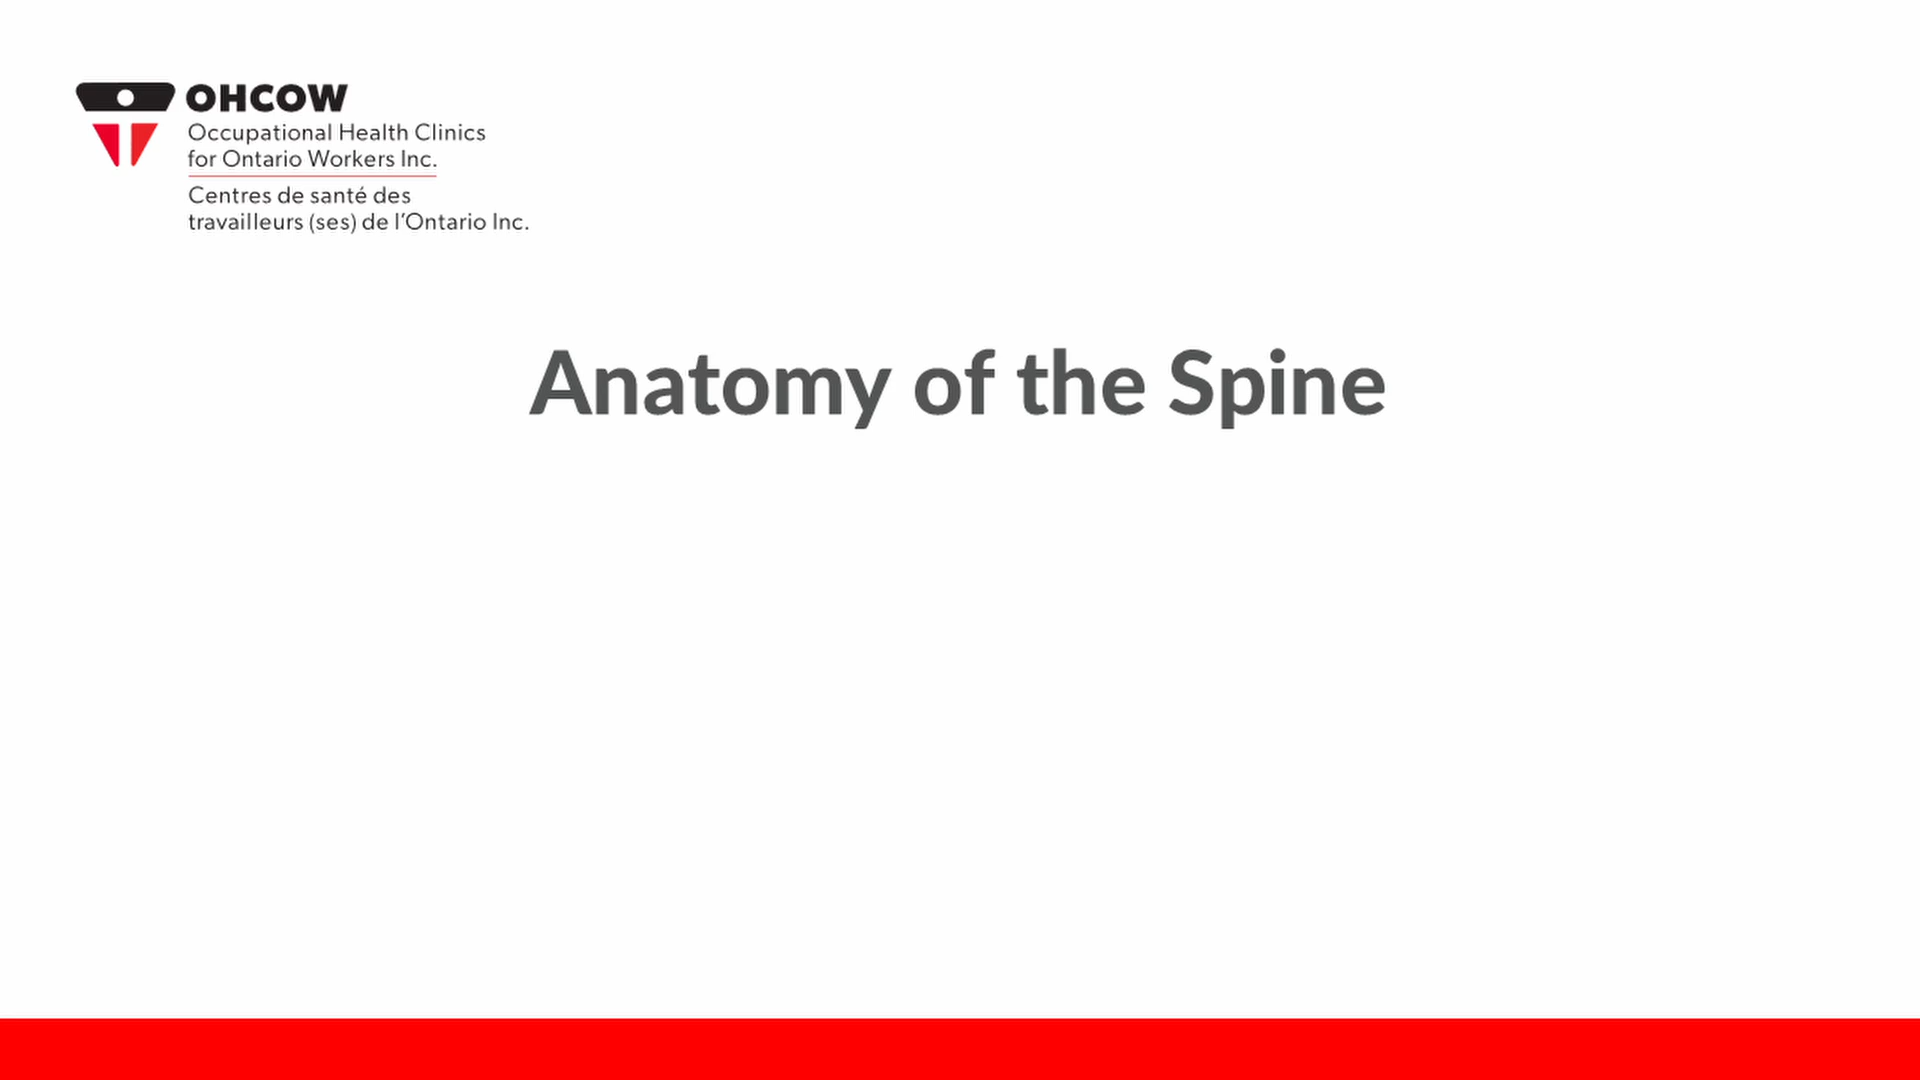 OHCOW
Occupational Health Clinics
for Ontario Workers Inc.
Centres de santé des
travailleurs (ses) de l'Ontario Inc.
Anatomy of the Spine